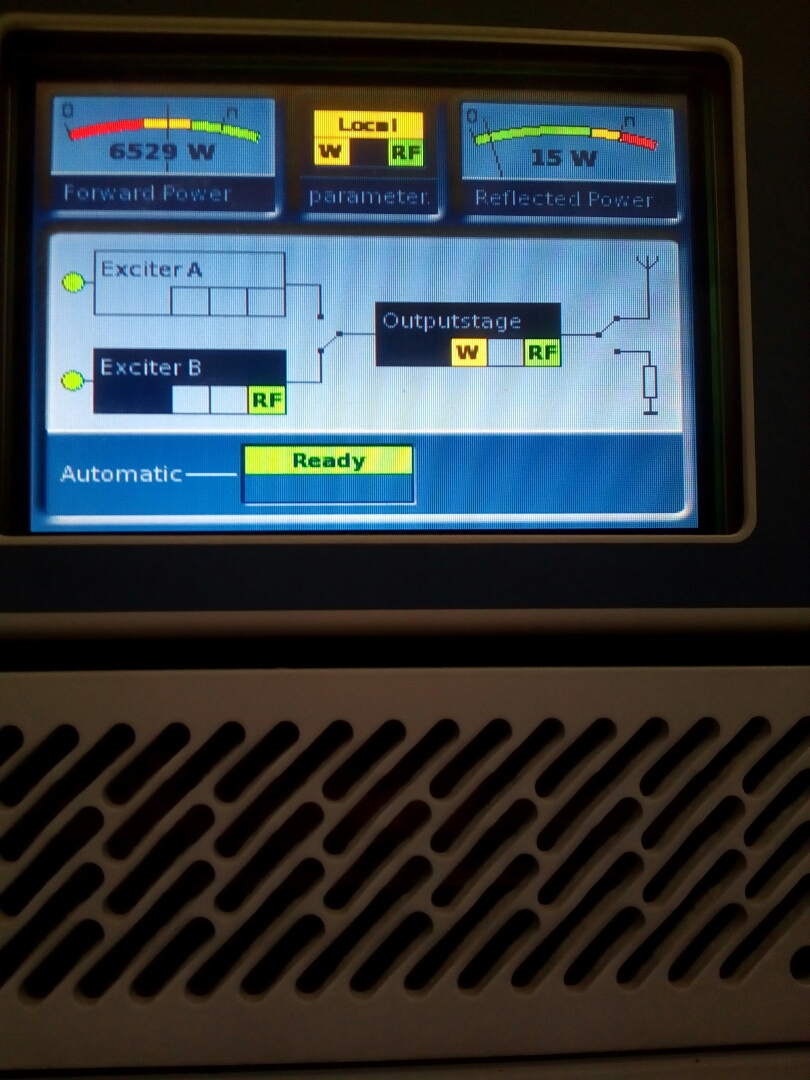 0 n
6529 W
Forward Power
Local
W RF
parameter.
0 n
15 W
Reflected Power
Exciter A
Outputstage
W RF
Exciter B
RF
Automatic
Ready